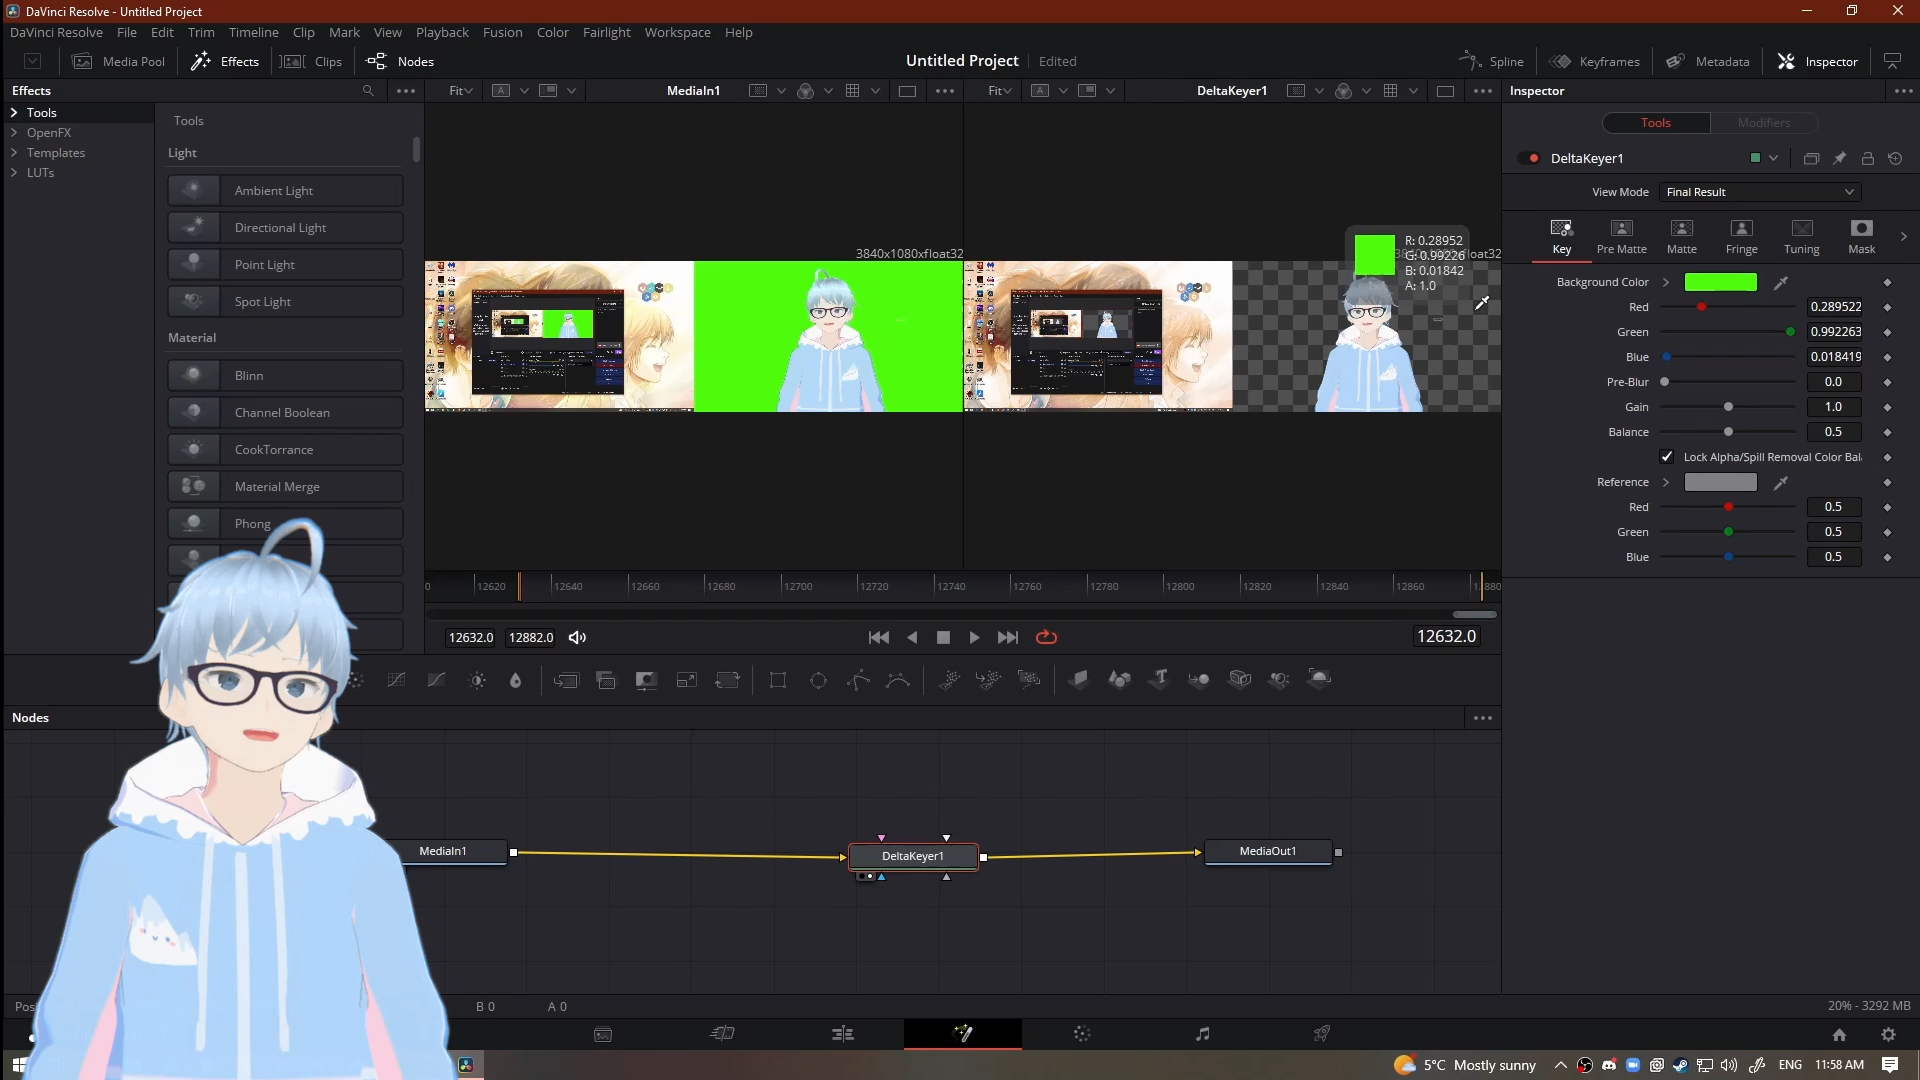 DaVinci Resolve - Untitled Project
DaVinci Resolve File Edit Trim Timeline Clip Mark View Playback Fusion Color Fairlight Workspace Help
Media Pool Effects Clips Nodes
Untitled Project Edited
Spline Keyframes Metadata Inspector
Effects
Fit A MediaIn1
Fit A DeltaKeyer1
Inspector
Tools
OpenFX
Templates
LUTs
Tools
Light
Ambient Light
Directional Light
Point Light
Spot Light
Material
Blinn
Channel Boolean
CookTorrance
Material Merge
Phong
3840x1080xfloat32
R: 0.28952
G: 0.99226
B: 0.01842
A: 1.0
Tools Modifiers
DeltaKeyer1
View Mode Final Result
Key Pre Matte Matte Fringe Tuning Mask
Background Color
Red 0.289522
Green 0.992263
Blue 0.018419
Pre-Blur 0.0
Gain 1.0
Balance 0.5
Lock Alpha/Spill Removal Color Bal
Reference
Red 0.5
Green 0.5
Blue 0.5
0 12620 12640 12660 12680 12700 12720 12740 12760 12780 12800 12820 12840 12860
12632.0 12882.0
12632.0
Nodes
MediaIn1
DeltaKeyer1
MediaOut1
B 0 A 0
20% - 3292 MB
5°C Mostly sunny ENG 11:58 AM